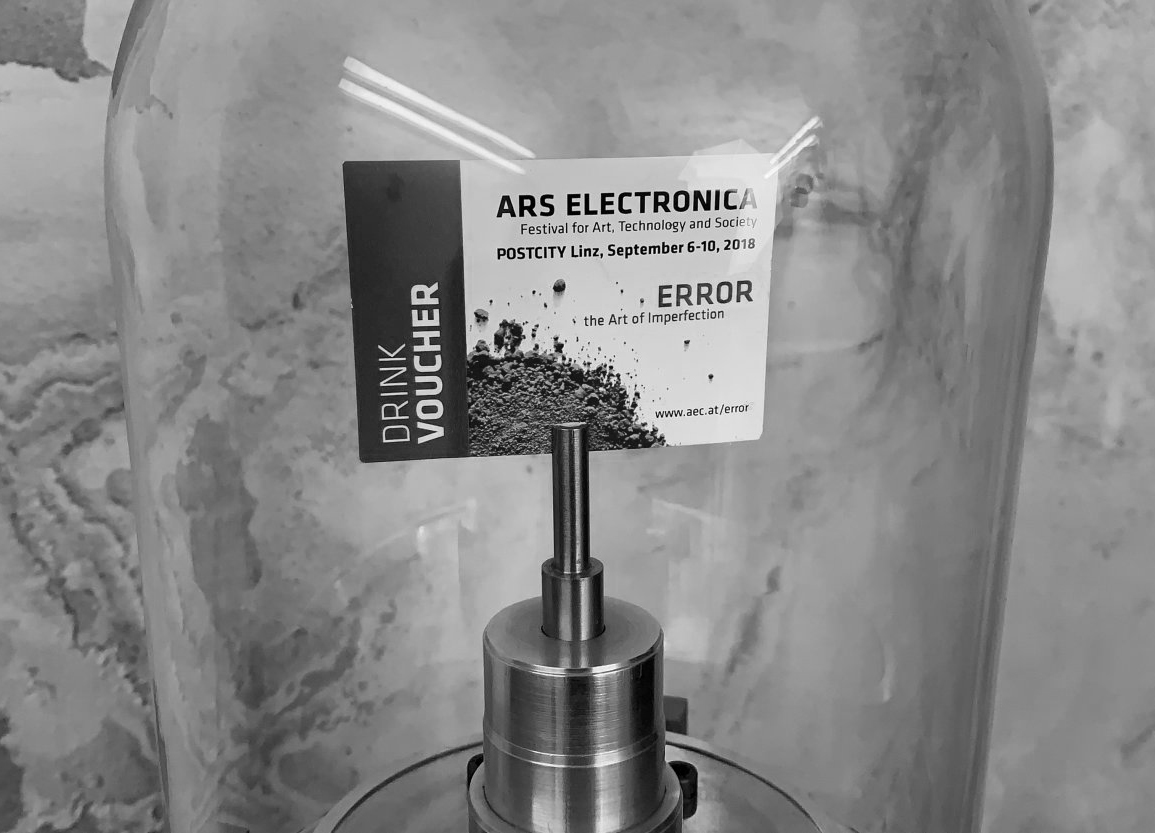 DRINK
VOUCHER
ARS ELECTRONICA
Festival for Art, Technology and Society
POSTCITY Linz, September 6-10, 2018
ERROR
the Art of Imperfection
www.aec.at/error